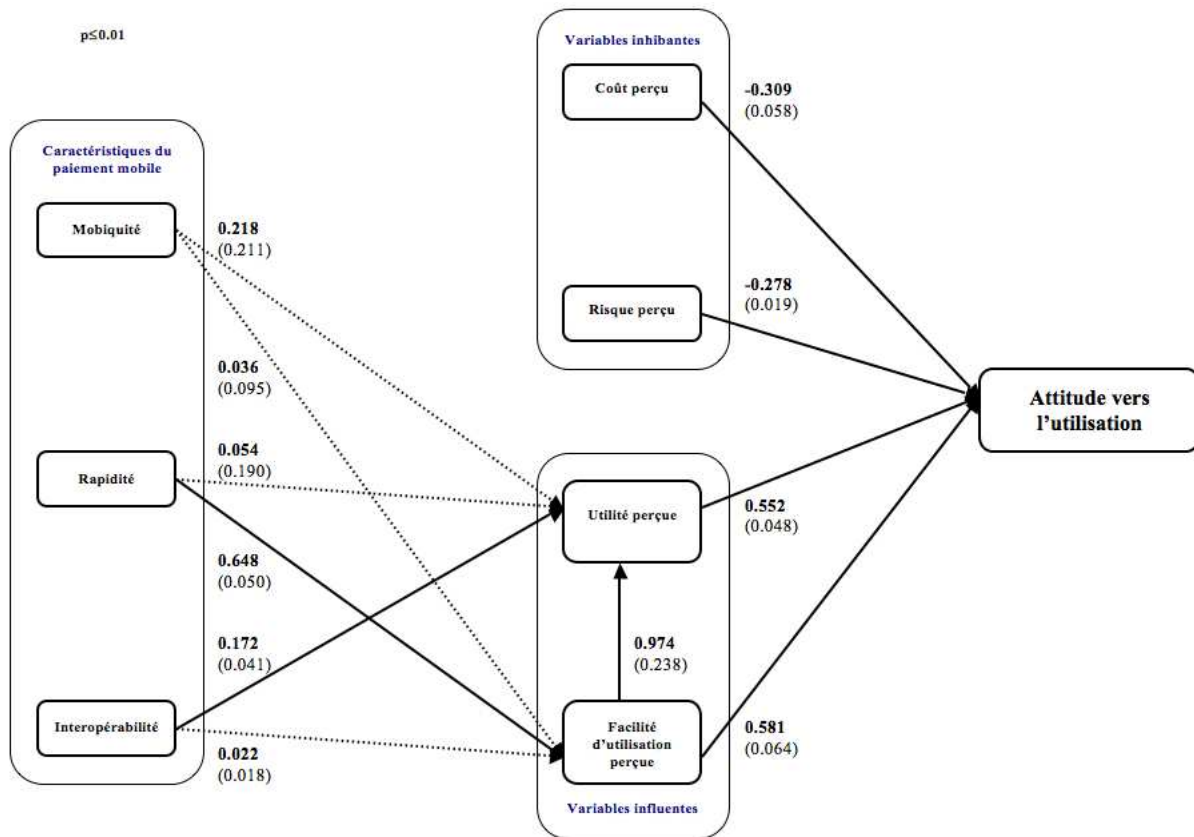 p≤0.01
Caractéristiques du
paiement mobile
Mobiquité
Rapidité
Interopérabilité
0.218
(0.211)
0.036
(0.095)
0.054
(0.190)
0.648
(0.050)
0.172
(0.041)
0.022
(0.018)
Variables inhibantes
Coût perçu
Risque perçu
-0.309
(0.058)
-0.278
(0.019)
Utilité perçue
0.974
(0.238)
Facilité
d'utilisation
perçue
Variables influentes
0.552
(0.048)
0.581
(0.064)
Attitude vers
l'utilisation